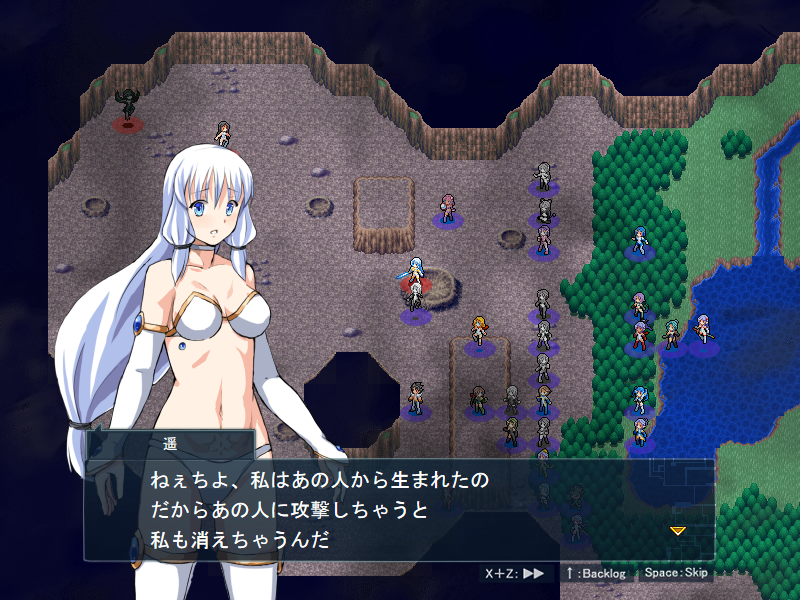 遥
ねぇちよ、私はあの人から生まれたの
だからあの人に攻撃しちゃうと
私も消えちゃうんだ
X+Z:▶▶ ↑:Backlog Space:Skip